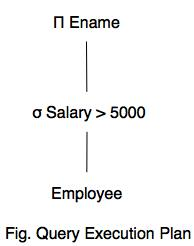 Π Ename
σ Salary > 5000
Employee
Fig. Query Execution Plan